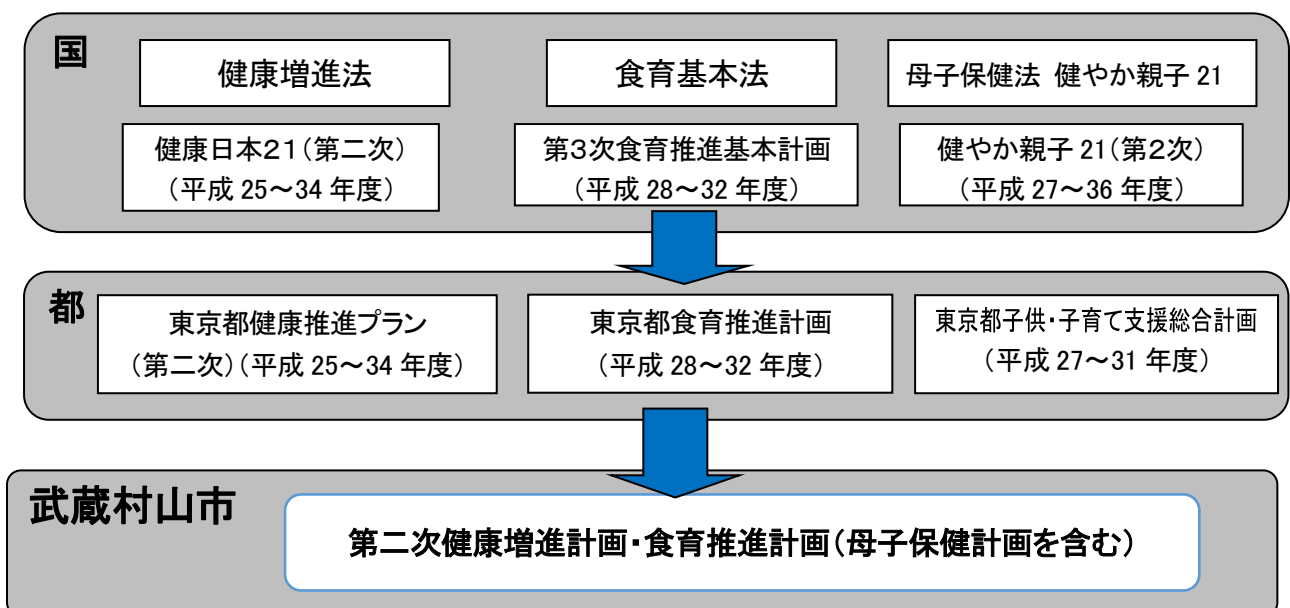 国
健康増進法
食育基本法
母子保健法 健やか親子 21
健康日本21(第二次)
(平成 25～34 年度)
第3次食育推進基本計画
(平成 28～32 年度)
健やか親子 21(第2次)
(平成 27～36 年度)
都
東京都健康推進プラン
(第二次)(平成 25～34 年度)
東京都食育推進計画
(平成 28～32 年度)
東京都子供・子育て支援総合計画
(平成 27～31 年度)
武蔵村山市
第二次健康増進計画・食育推進計画(母子保健計画を含む)